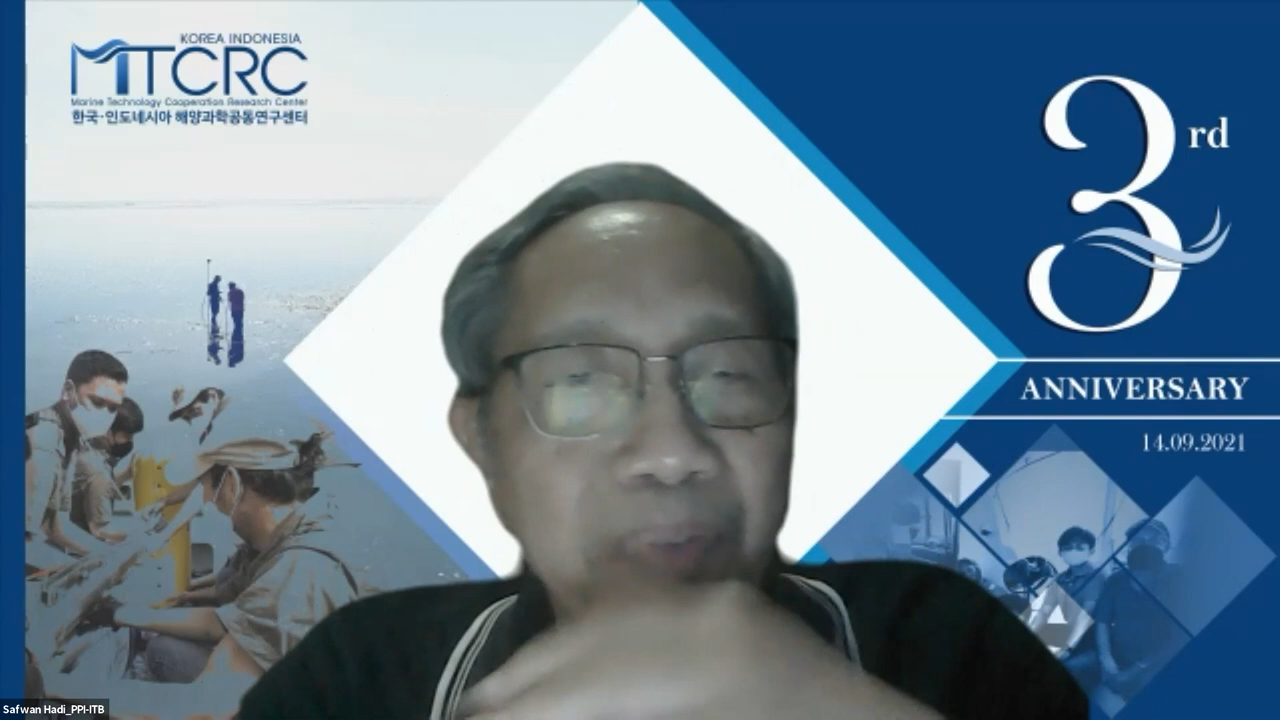 KOREA INDONESIA
MTCRC
Marine Technology Cooperation Research Center
한국·인도네시아 해양과학공동연구센터
3rd
ANNIVERSARY
14.09.2021
Safwan Hadi_PPI-ITB